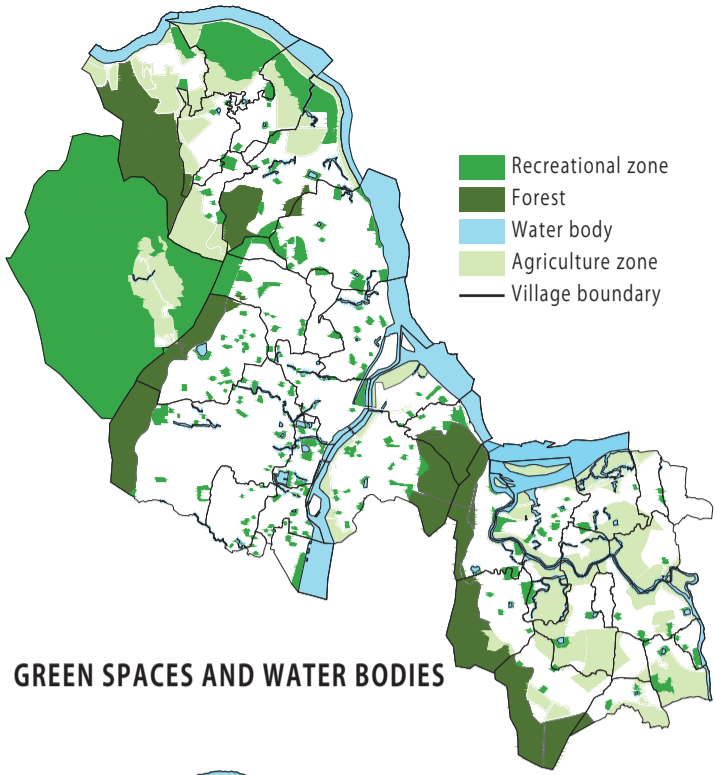 Recreational zone
Forest
Water body
Agriculture zone
Village boundary
GREEN SPACES AND WATER BODIES